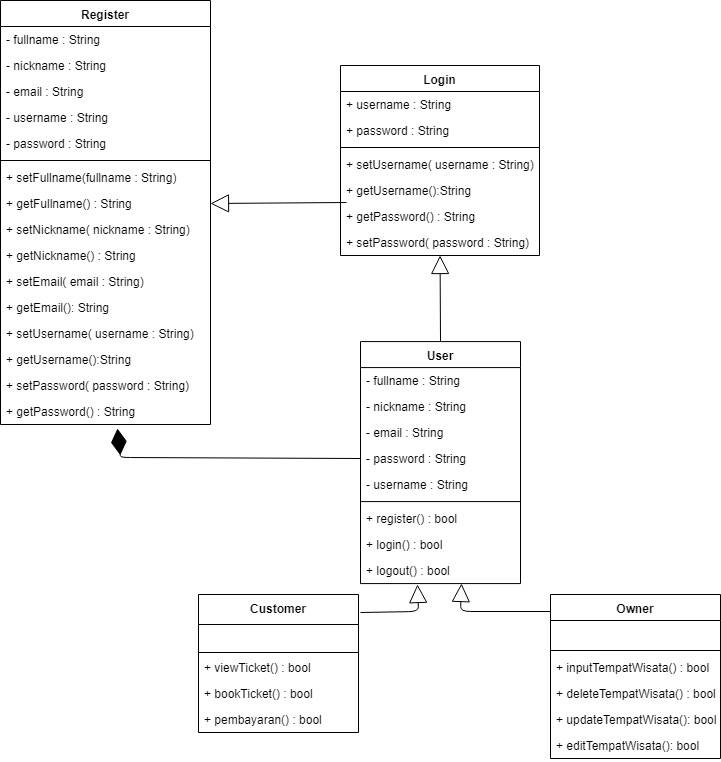 Register
- fullname : String
- nickname : String
- email : String
- username : String
- password : String
+ setFullname(fullname : String)
+ getFullname() : String
+ setNickname( nickname : String)
+ getNickname() : String
+ setEmail( email : String)
+ getEmail(): String
+ setUsername( username : String)
+ getUsername():String
+ setPassword( password : String)
+ getPassword() : String
Login
+ username : String
+ password : String
+ setUsername( username : String)
+ getUsername():String
+ getPassword() : String
+ setPassword( password : String)
User
- fullname : String
- nickname : String
- email : String
- password : String
- username : String
+ register() : bool
+ login() : bool
+ logout() : bool
Customer
+ viewTicket() : bool
+ bookTicket() : bool
+ pembayaran() : bool
Owner
+ inputTempatWisata() : bool
+ deleteTempatWisata() : bool
+ updateTempatWisata(): bool
+ editTempatWisata(): bool